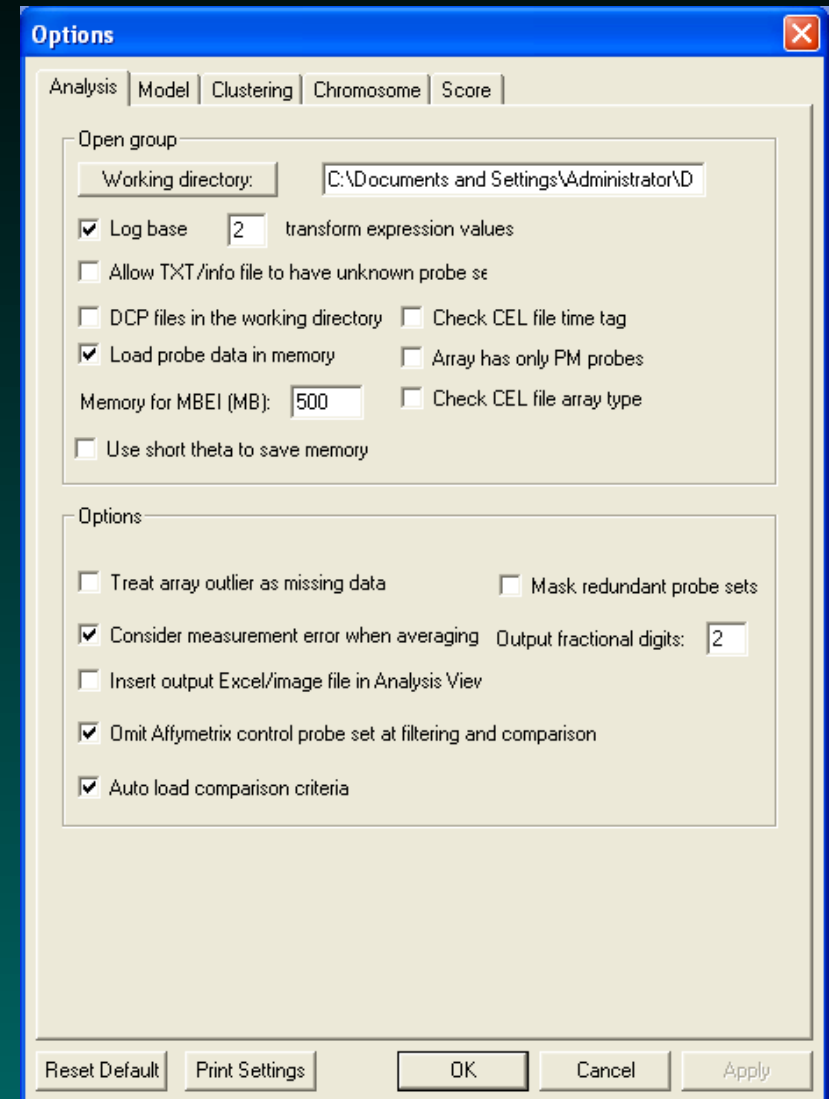 Options
Analysis Model Clustering Chromosome Score
Open group
Working directory: C:\Documents and Settings\Administrator\D
Log base 2 transform expression values
Allow TXT/info file to have unknown probe se
DCP files in the working directory Check CEL file time tag
Load probe data in memory Array has only PM probes
Memory for MBEI (MB): 500 Check CEL file array type
Use short theta to save memory
Options
Treat array outlier as missing data Mask redundant probe sets
Consider measurement error when averaging Output fractional digits: 2
Insert output Excel/image file in Analysis View
Omit Affymetrix control probe set at filtering and comparison
Auto load comparison criteria
Reset Default Print Settings OK Cancel Apply